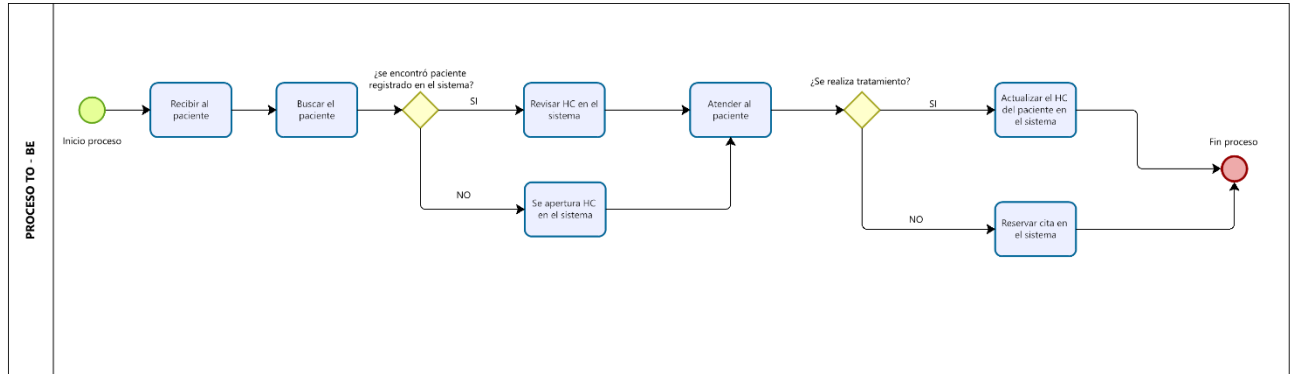 PROCESO TO - BE
Inicio proceso
Recibir al
paciente
Buscar el
paciente
¿se encontró paciente
registrado en el sistema?
SI
Revisar HC en el
sistema
NO
Se apertura HC
en el sistema
Atender al
paciente
¿Se realiza tratamiento?
SI
Actualizar el HC
del paciente en
el sistema
NO
Reservar cita en
el sistema
Fin proceso